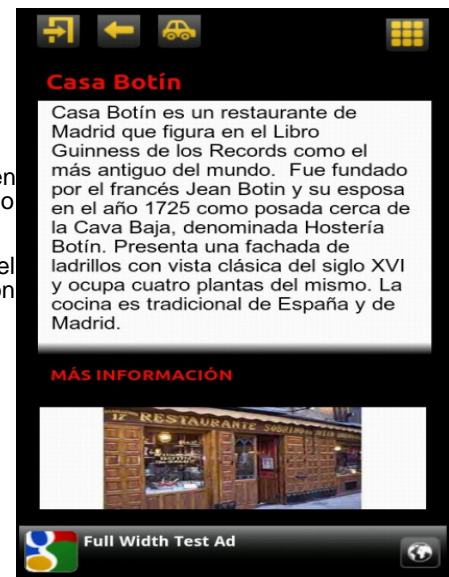 Casa Botín
Casa Botín es un restaurante de
Madrid que figura en el Libro
Guinness de los Records como el
más antiguo del mundo. Fue fundado
por el francés Jean Botin y su esposa
en el año 1725 como posada cerca de
la Cava Baja, denominada Hostería
Botín. Presenta una fachada de
ladrillos con vista clásica del siglo XVI
y ocupa cuatro plantas del mismo. La
cocina es tradicional de España y de
Madrid.
MÁS INFORMACIÓN
RESTAURANTE SOBRINO
Full Width Test Ad